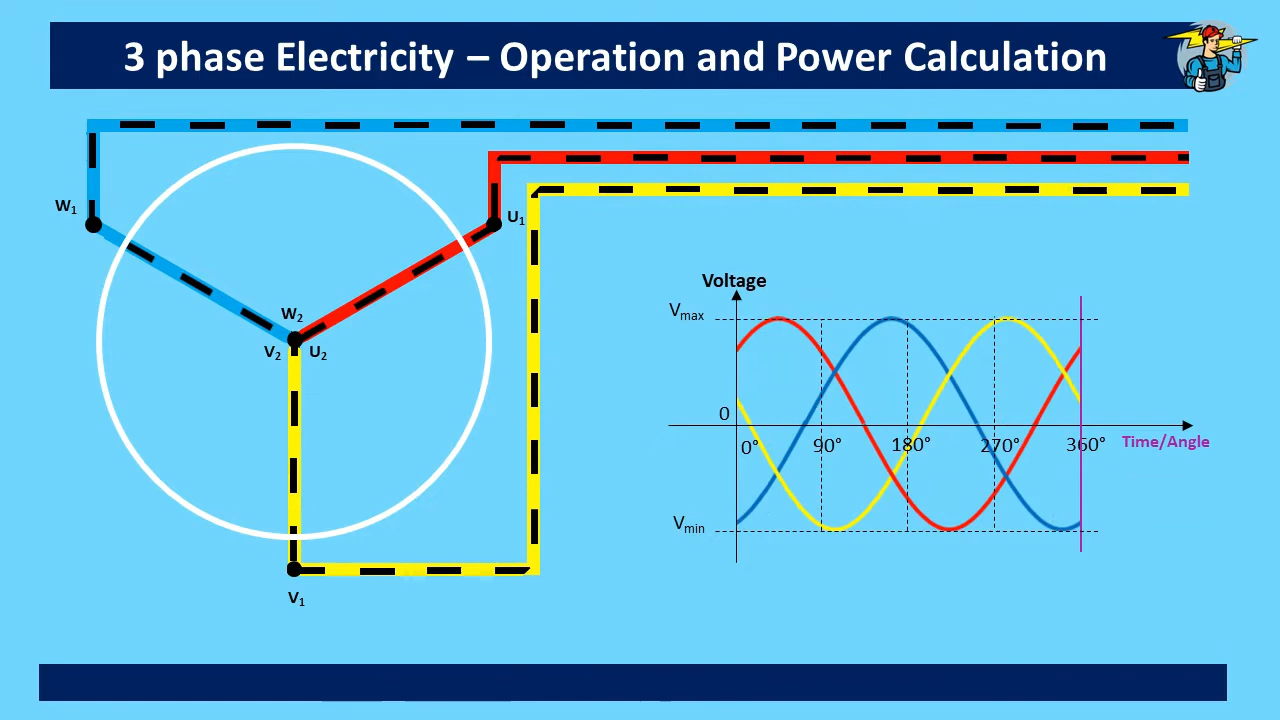 3 phase Electricity – Operation and Power Calculation
W₁
U₁
W₂
V₂ U₂
V₁
Voltage
Vmax
0
0° 90° 180° 270° 360°
Time/Angle
Vmin